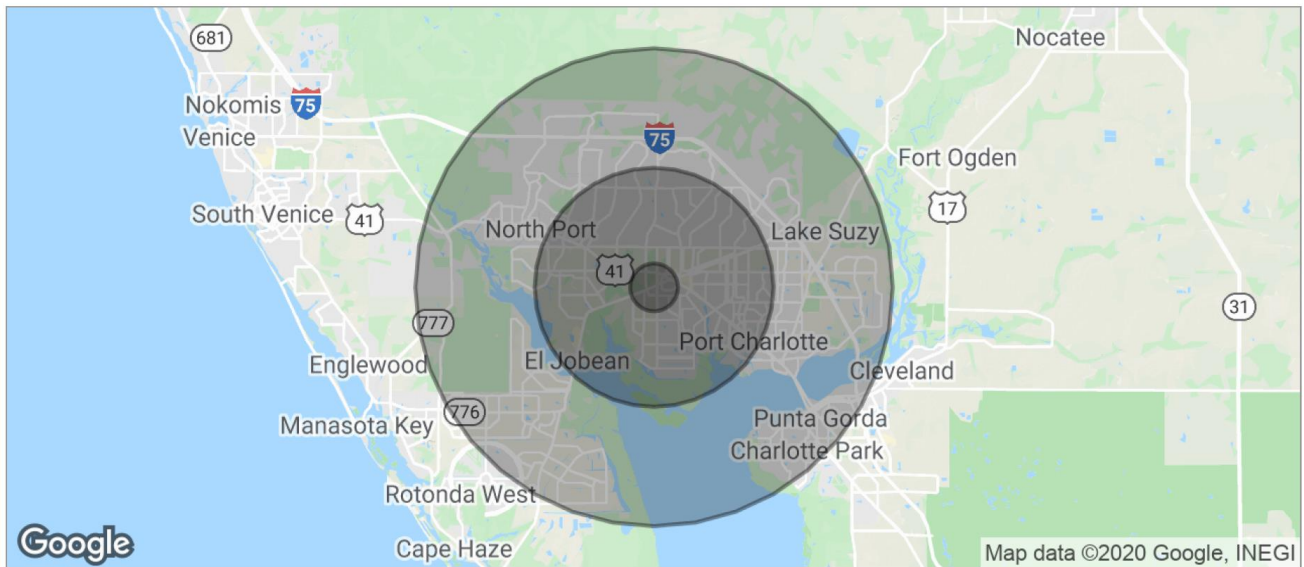 681
Nocatee
Nokomis
75
Venice
75
Fort Ogden
South Venice
41
17
North Port
Lake Suzy
41
31
777
Port Charlotte
El Jobean
Englewood
Cleveland
776
Manasota Key
Punta Gorda
Charlotte Park
Rotonda West
Cape Haze
Google
Map data ©2020 Google, INEGI